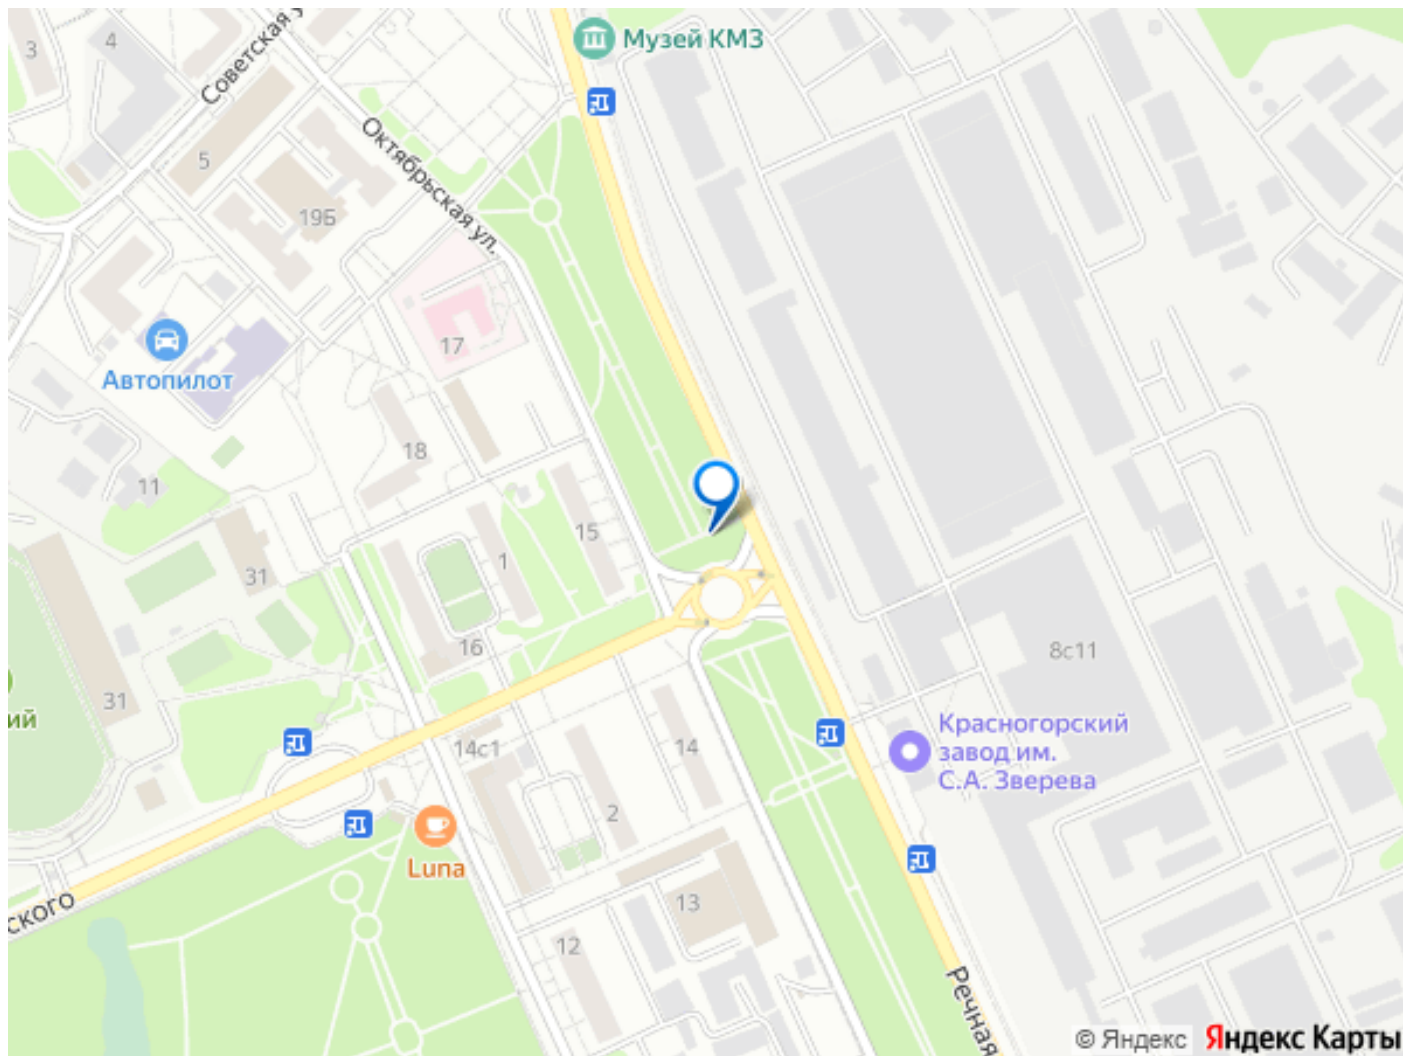 Музей КМЗ
3
4
Советская у
5
Октябрьская ул.
19Б
17
Автопилот
18
11
15
1
31
16
8с11
31
ий
Красногорский
завод им.
С.А. Зверева
14с1
14
2
Luna
13
ского
12
Речная
© Яндекс
Яндекс Карты